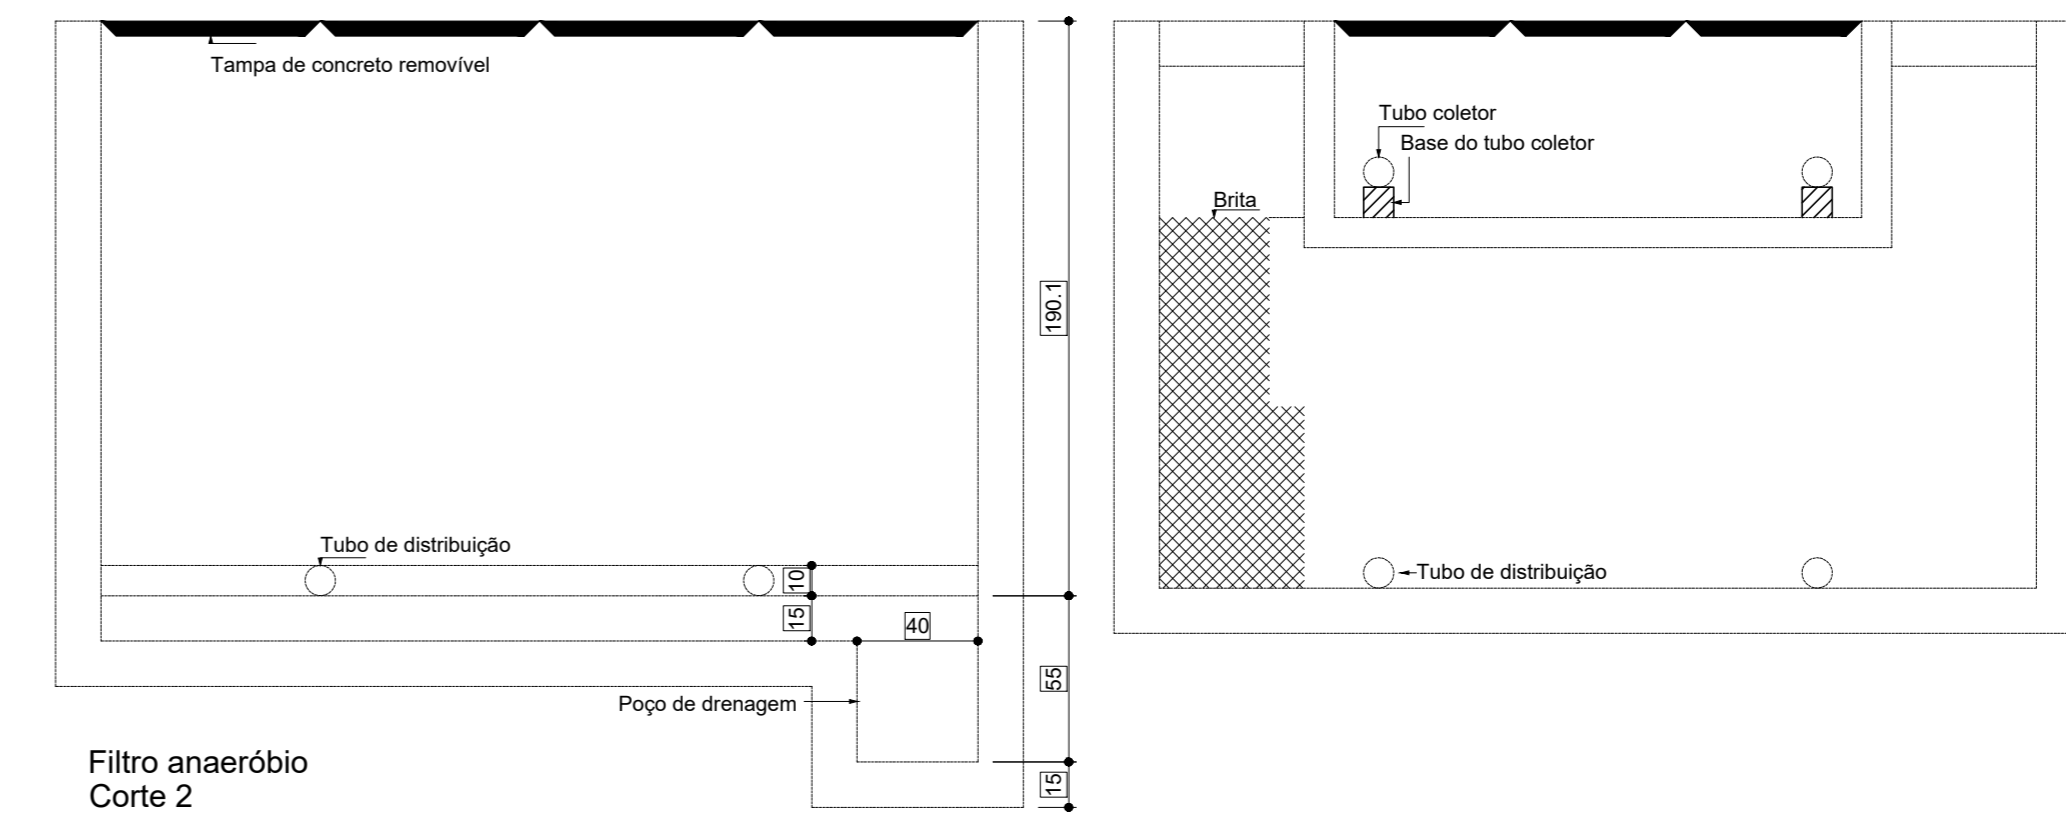 Tampa de concreto removível
Tubo de distribuição
10
15
40
Poço de drenagem
190.1
55
15
Filtro anaeróbio
Corte 2
Tubo coletor
Base do tubo coletor
Brita
Tubo de distribuição